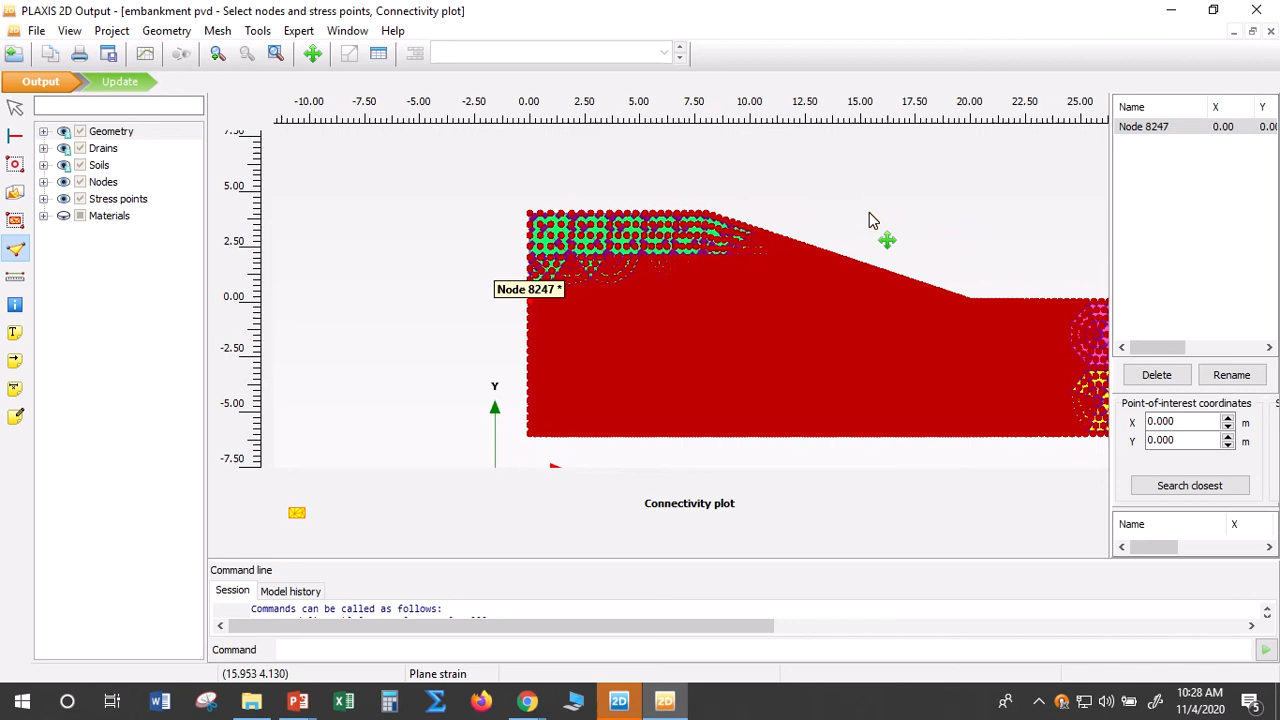 PLAXIS 2D Output - [embankment pvd - Select nodes and stress points, Connectivity plot]
File View Project Geometry Mesh Tools Expert Window Help
Output Update
-10.00 -7.50 -5.00 -2.50 0.00 2.50 5.00 7.50 10.00 12.50 15.00 17.50 20.00 22.50 25.00
Name X Y
Node 8247 0.00 0.00
Geometry
Drains
Soils
Nodes
Stress points
Materials
7.50
5.00
2.50
0.00
-2.50
-5.00
-7.50
Node 8247 *
Y
Delete Rename
Point-of-interest coordinates
X 0.000 m
Y 0.000 m
Search closest
Connectivity plot
Name X
Command line
Session Model history
Commands can be called as follows:
Command
(15.953 4.130) Plane strain
10:28 AM
11/4/2020
5